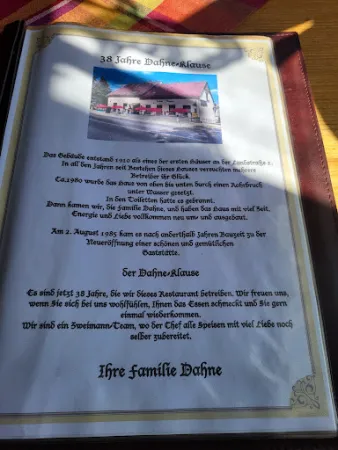 38 Jahre Dahne-Klause
Das Gebäude entstand 1920 als eines der ersten Häuser an der Landstraße 2.
In all den Jahren seit Bestehen dieses Hauses versuchten mehrere
Betreiber ihr Glück.
Ca.1980 wurde das Haus von oben bis unten durch einen Rohrbruch
unter Wasser gesetzt.
In den Toiletten hatte es gebrannt.
Dann kamen wir, die Familie Dahne, und haben das Haus mit viel Zeit,
Energie und Liebe vollkommen neu um- und ausgebaut.
Am 2. August 1985 kam es nach anderthalb Jahren Bauzeit zu der
Neueröffnung einer schönen und gemütlichen
Gaststätte.
der Dahne-Klause
Es sind jetzt 38 Jahre, die wir dieses Restaurant betreiben. Wir freuen uns,
wenn Sie sich bei uns wohlfühlen, Ihnen das Essen schmeckt und Sie gern
einmal wiederkommen.
Wir sind ein Zweimann-Team, wo der Chef alle Speisen mit viel Liebe noch
selber zubereitet.
Ihre Familie Dahne